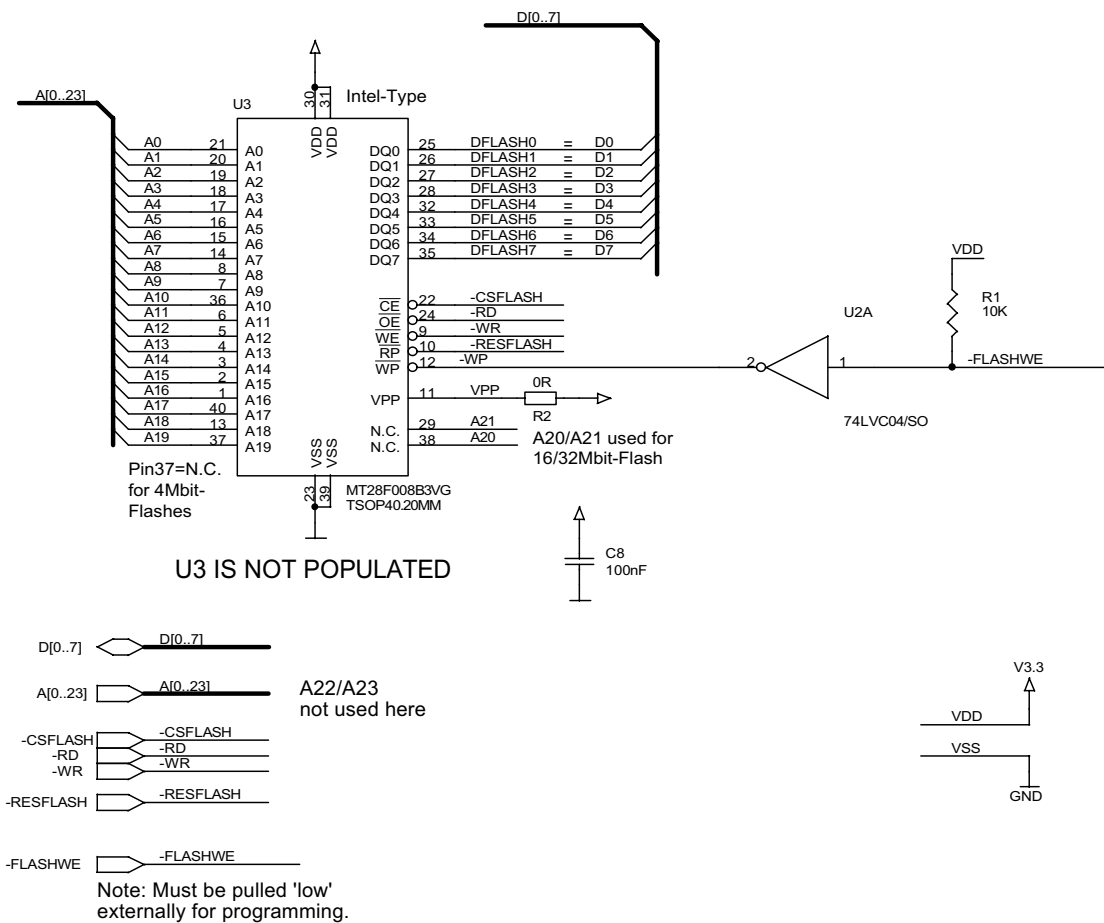 D[0..7]
A[0..23]
U3
30
31
Intel-Type
VDD
VDD
A0 21 A0
A1 20 A1
A2 19 A2
A3 18 A3
A4 17 A4
A5 16 A5
A6 15 A6
A7 14 A7
A8 8 A8
A9 7 A9
A10 36 A10
A11 6 A11
A12 5 A12
A13 4 A13
A14 3 A14
A15 2 A15
A16 1 A16
A17 40 A17
A18 13 A18
A19 37 A19
DQ0 25 DFLASH0 = D0
DQ1 26 DFLASH1 = D1
DQ2 27 DFLASH2 = D2
DQ3 28 DFLASH3 = D3
DQ4 32 DFLASH4 = D4
DQ5 33 DFLASH5 = D5
DQ6 34 DFLASH6 = D6
DQ7 35 DFLASH7 = D7
CE 22 -CSFLASH
OE 24 -RD
WE 9 -WR
RP 10 -RESFLASH
WP 12 -WP
VPP 11 VPP
0R
R2
N.C. 29 A21
N.C. 38 A20
A20/A21 used for
16/32Mbit-Flash
VDD
R1
10K
U2A
2
1
-FLASHWE
74LVC04/SO
VSS
VSS
23
39
Pin37=N.C.
for 4Mbit-
Flashes
MT28F008B3VG
TSOP40.20MM
U3 IS NOT POPULATED
C8
100nF
D[0..7] D[0..7]
A[0..23] A[0..23]
A22/A23
not used here
-CSFLASH -CSFLASH
-RD -RD
-WR -WR
-RESFLASH -RESFLASH
-FLASHWE -FLASHWE
Note: Must be pulled 'low'
externally for programming.
V3.3
VDD
VSS
GND